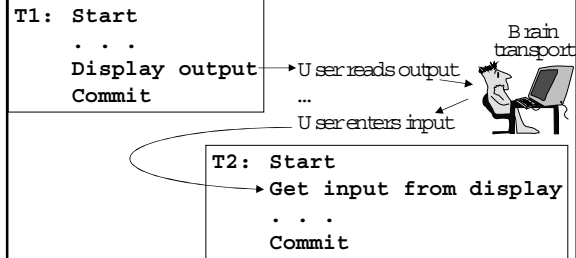 T1: Start
. . .
Display output
Commit
Brain
transport
User reads output
…
User enters input
T2: Start
Get input from display
. . .
Commit